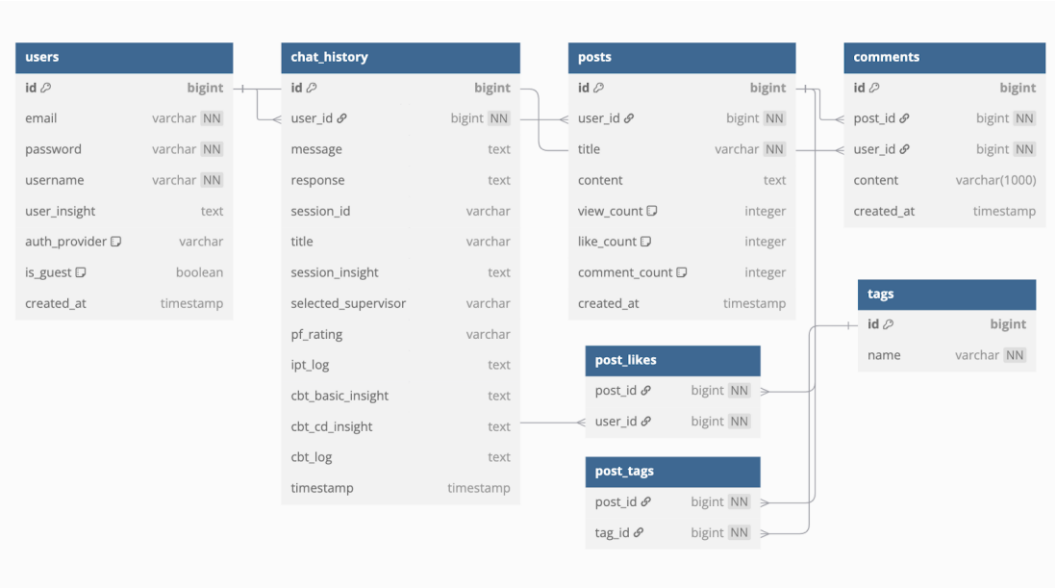 users
id bigint
email varchar NN
password varchar NN
username varchar NN
user_insight text
auth_provider varchar
is_guest boolean
created_at timestamp
chat_history
id bigint
user_id bigint NN
message text
response text
session_id varchar
title varchar
session_insight text
selected_supervisor varchar
pf_rating varchar
ipt_log text
cbt_basic_insight text
cbt_cd_insight text
cbt_log text
timestamp timestamp
posts
id bigint
user_id bigint NN
title varchar NN
content text
view_count integer
like_count integer
comment_count integer
created_at timestamp
comments
id bigint
post_id bigint NN
user_id bigint NN
content varchar(1000)
created_at timestamp
tags
id bigint
name varchar NN
post_likes
post_id bigint NN
user_id bigint NN
post_tags
post_id bigint NN
tag_id bigint NN